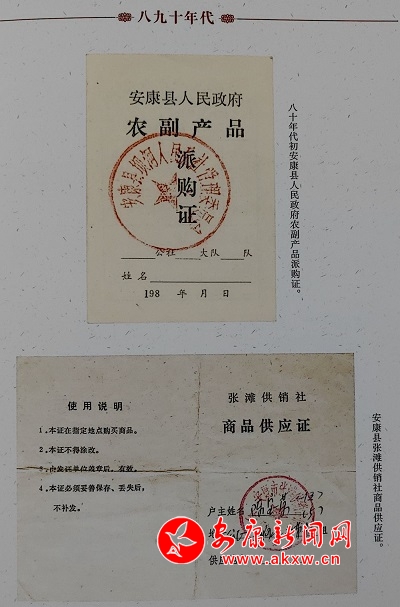 八九十年代
安康县人民政府
农副产品
派购证
公社 大队 队
姓名
198 年 月 日
八十年代初安康县人民政府农副产品派购证。
使用说明
1、本证在指定地点购买商品。
2、本证不得涂改。
3、由发证单位盖章后，有效。
4、本证必须妥善保存、丢失后，
不补发。
张滩供销社
商品供应证
户主姓名
供应
安康县张滩供销社商品供应证。
安康新闻网
www.akxw.cn